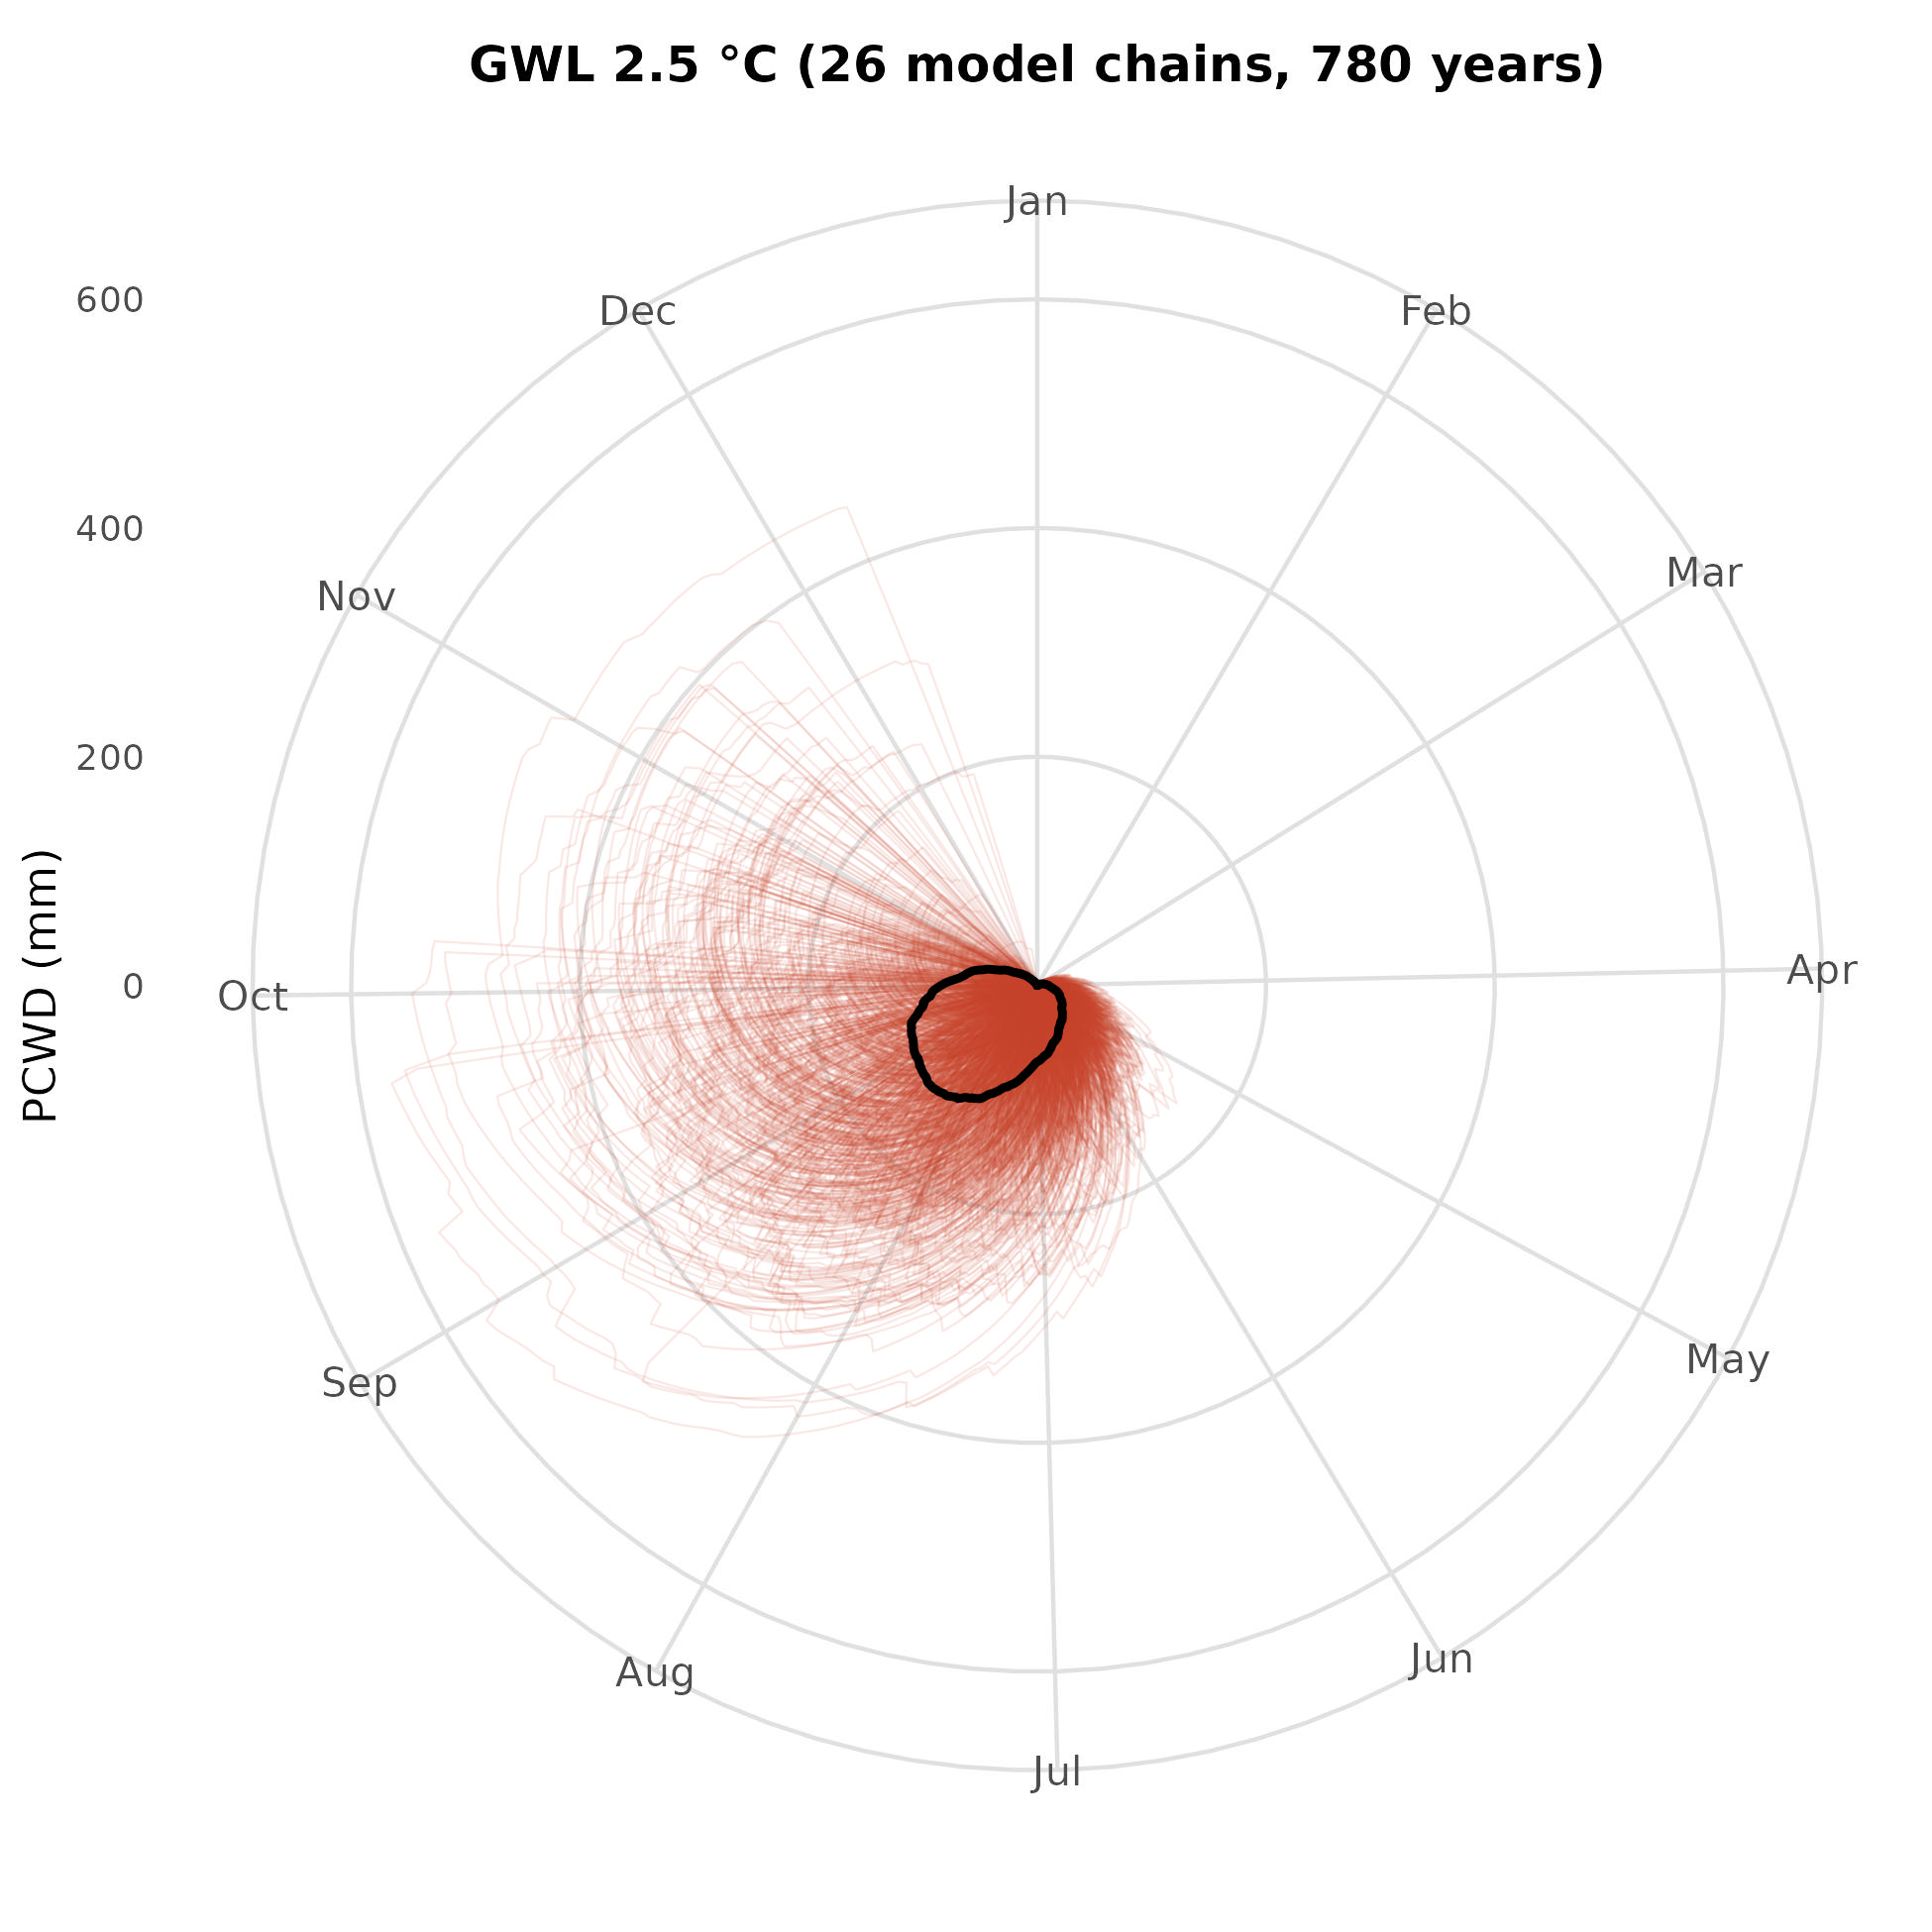 GWL 2.5 °C (26 model chains, 780 years)
Jan
Feb
Mar
Apr
May
Jun
Jul
Aug
Sep
Oct
Nov
Dec
600
400
200
0
PCWD (mm)